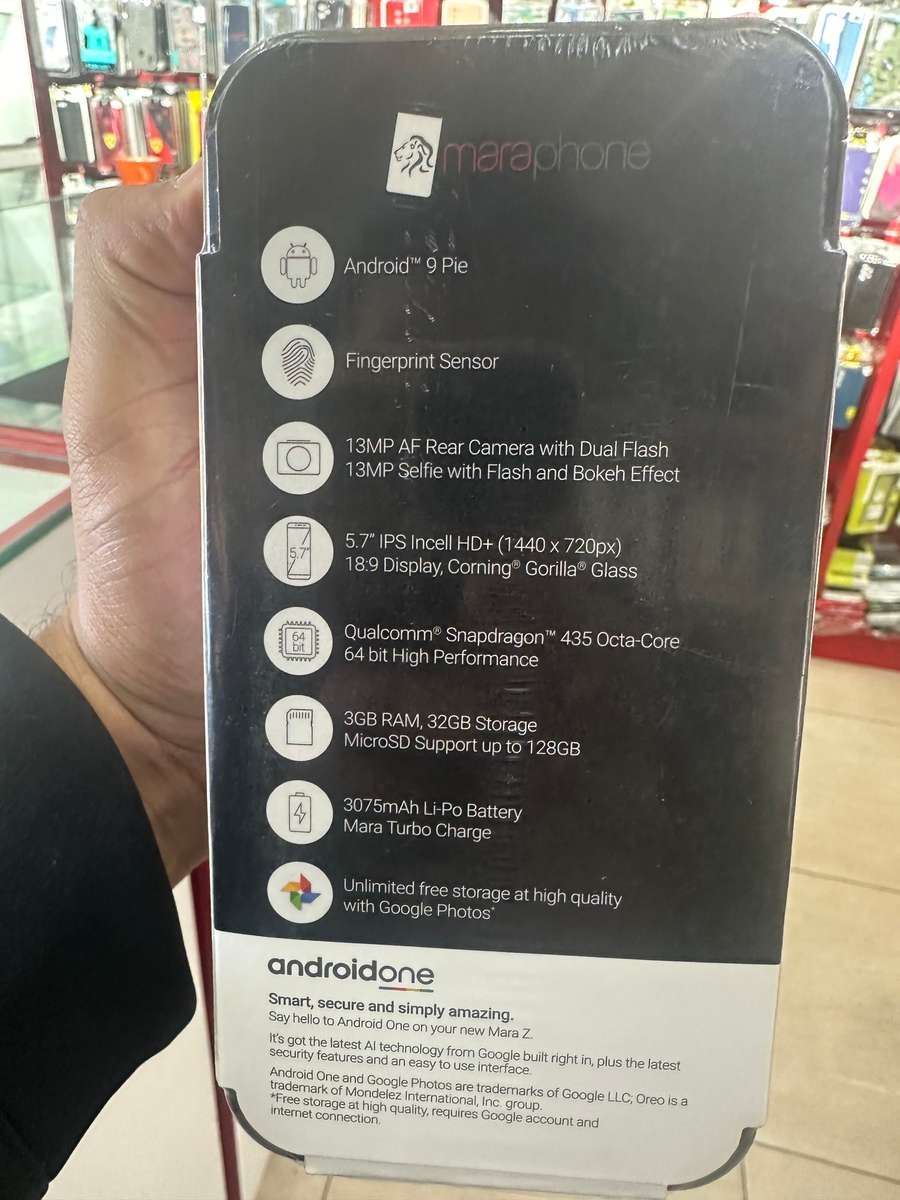 maraphone
Android™ 9 Pie
Fingerprint Sensor
13MP AF Rear Camera with Dual Flash
13MP Selfie with Flash and Bokeh Effect
5.7"
5.7” IPS Incell HD+ (1440 x 720px)
18:9 Display, Corning® Gorilla® Glass
64
bit
Qualcomm® Snapdragon™ 435 Octa-Core
64 bit High Performance
3GB RAM, 32GB Storage
MicroSD Support up to 128GB
3075mAh Li-Po Battery
Mara Turbo Charge
Unlimited free storage at high quality
with Google Photos*
androidone
Smart, secure and simply amazing.
Say hello to Android One on your new Mara Z.
It's got the latest AI technology from Google built right in, plus the latest
security features and an easy to use interface.
Android One and Google Photos are trademarks of Google LLC; Oreo is a
trademark of Mondelez International, Inc. group.
*Free storage at high quality, requires Google account and
internet connection.